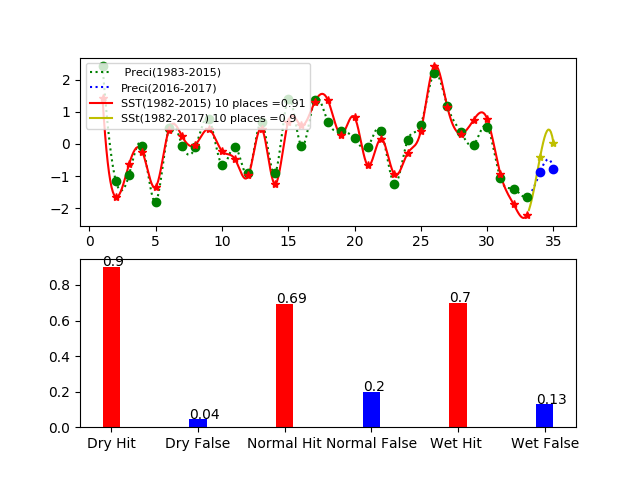 2
1
0
−1
−2
Preci(1983-2015)
Preci(2016-2017)
SST(1982-2015) 10 places =0.91
SSt(1982-2017) 10 places =0.9
0 5 10 15 20 25 30 35
0.8
0.6
0.4
0.2
0.0
0.9 0.04 0.69 0.2 0.7 0.13
Dry Hit Dry False Normal Hit Normal False Wet Hit Wet False